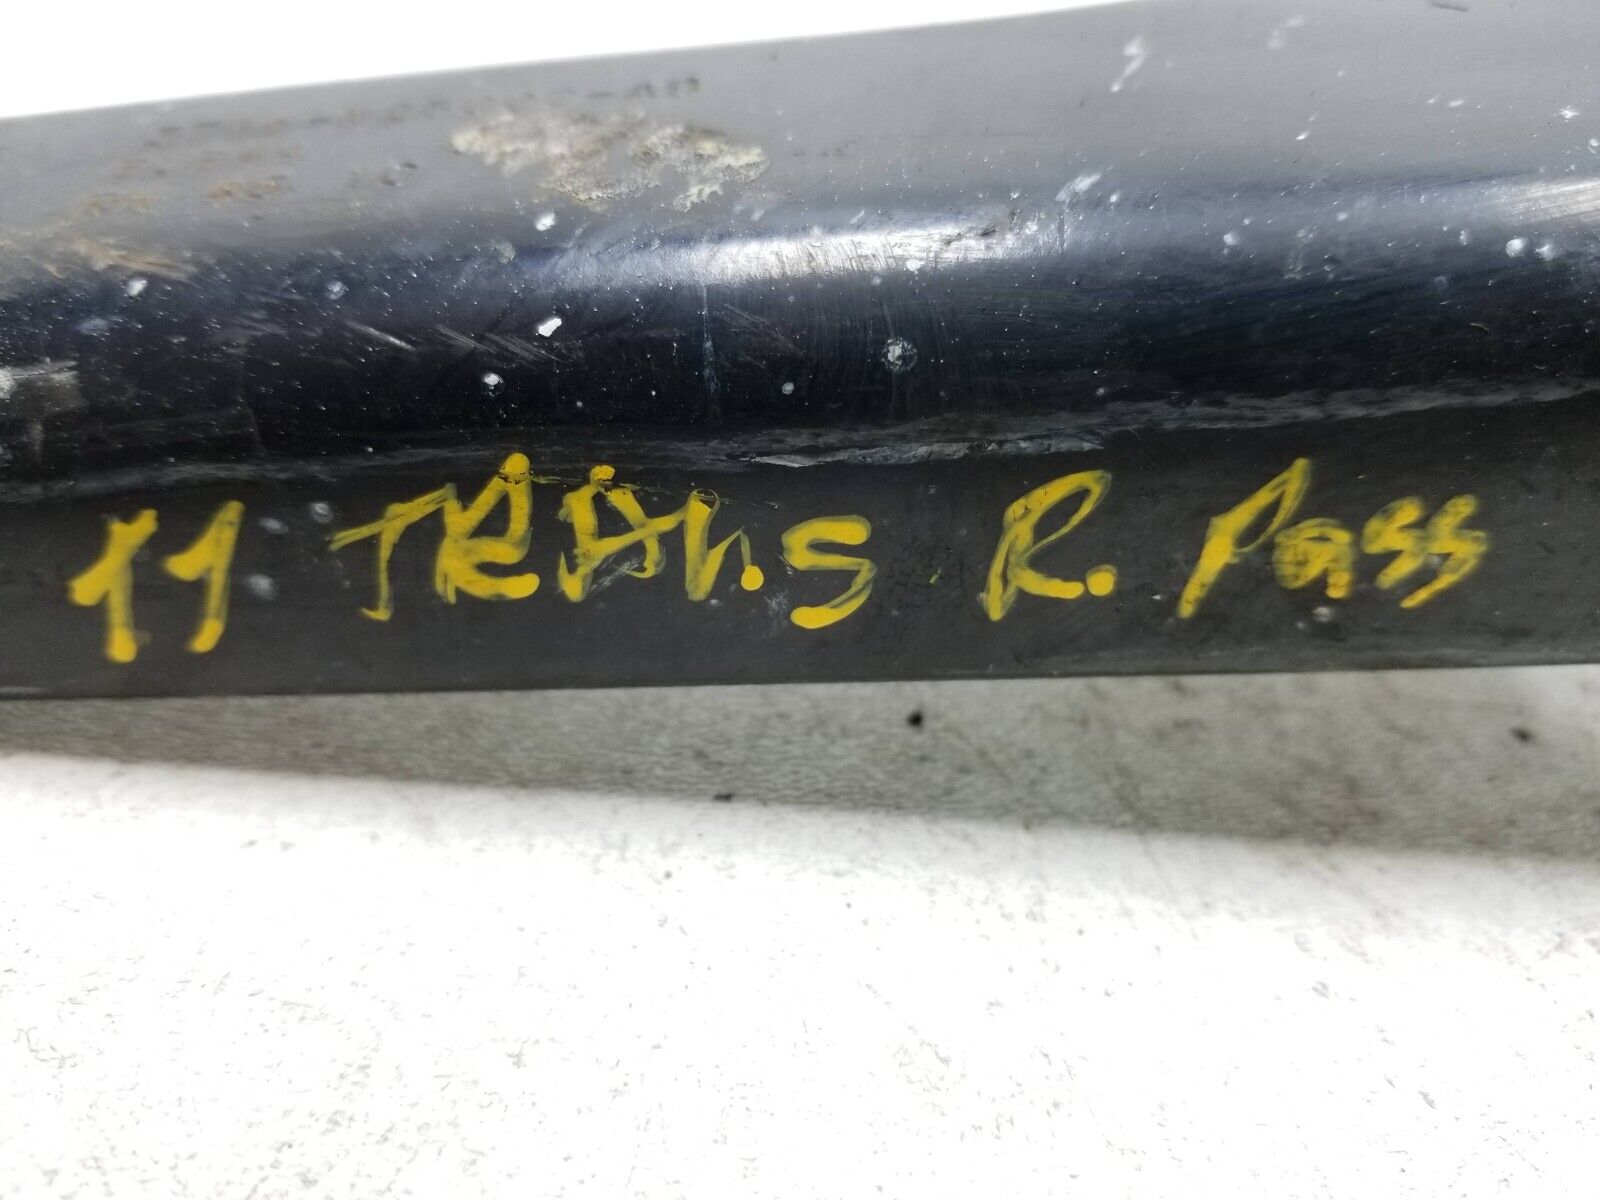 11 TRANS R. Pass